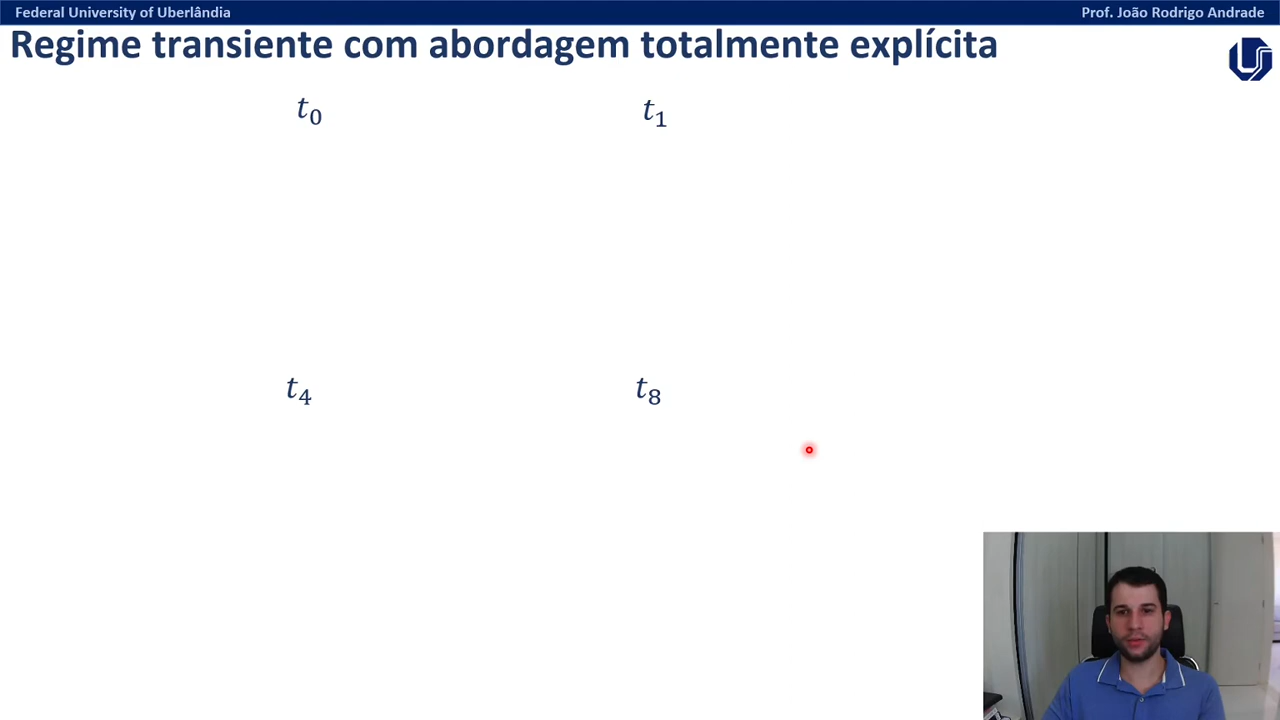 Federal University of Uberlândia
Prof. João Rodrigo Andrade
Regime transiente com abordagem totalmente explícita
t₀
t₁
t₄
t₈